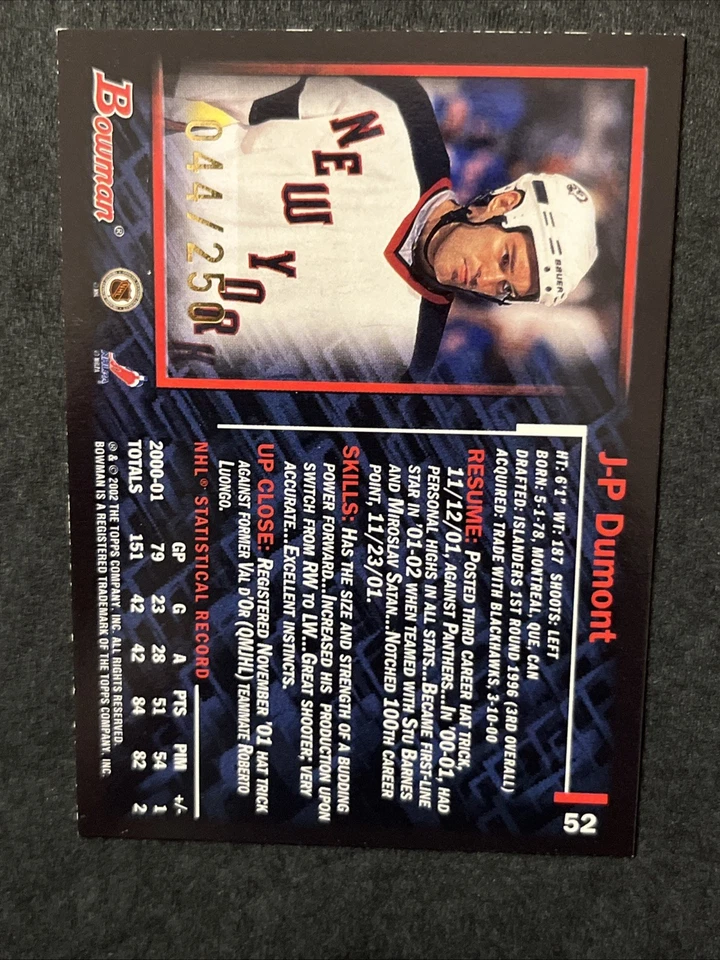 J-P Dumont
52
HT: 6'1" WT: 187 SHOOTS: LEFT
BORN: 5-1-78, MONTREAL, QUE, CAN
DRAFTED: ISLANDERS 1ST ROUND 1996 (3RD OVERALL)
ACQUIRED: TRADE WITH BLACKHAWKS, 3-10-00
RESUME: POSTED THIRD CAREER HAT TRICK,
11/12/01, AGAINST PANTHERS...IN '00-01, HAD
PERSONAL HIGHS IN ALL STATS...BECAME FIRST-LINE
STAR IN '01-02 WHEN TEAMED WITH STU BARNES
AND MIROSLAV SATAN...NOTCHED 100TH CAREER
POINT, 11/23/01.
SKILLS: HAS THE SIZE AND STRENGTH OF A BUDDING
POWER FORWARD...INCREASED HIS PRODUCTION UPON
SWITCH FROM RW TO LW...GREAT SHOOTER; VERY
ACCURATE...EXCELLENT INSTINCTS.
UP CLOSE: REGISTERED NOVEMBER '01 HAT TRICK
AGAINST FORMER VAL D'OR (QMJHL) TEAMMATE ROBERTO
LUONGO.
NHL® STATISTICAL RECORD
GP G A PTS PIM +/-
2000-01 79 23 28 51 54 1
TOTALS 151 42 42 84 82 2
® & © 2002 THE TOPPS COMPANY, INC. ALL RIGHTS RESERVED.
BOWMAN IS A REGISTERED TRADEMARK OF THE TOPPS COMPANY, INC.
BAUER
NEW YORK
044/250
Bowman®
NHL
NHLPA